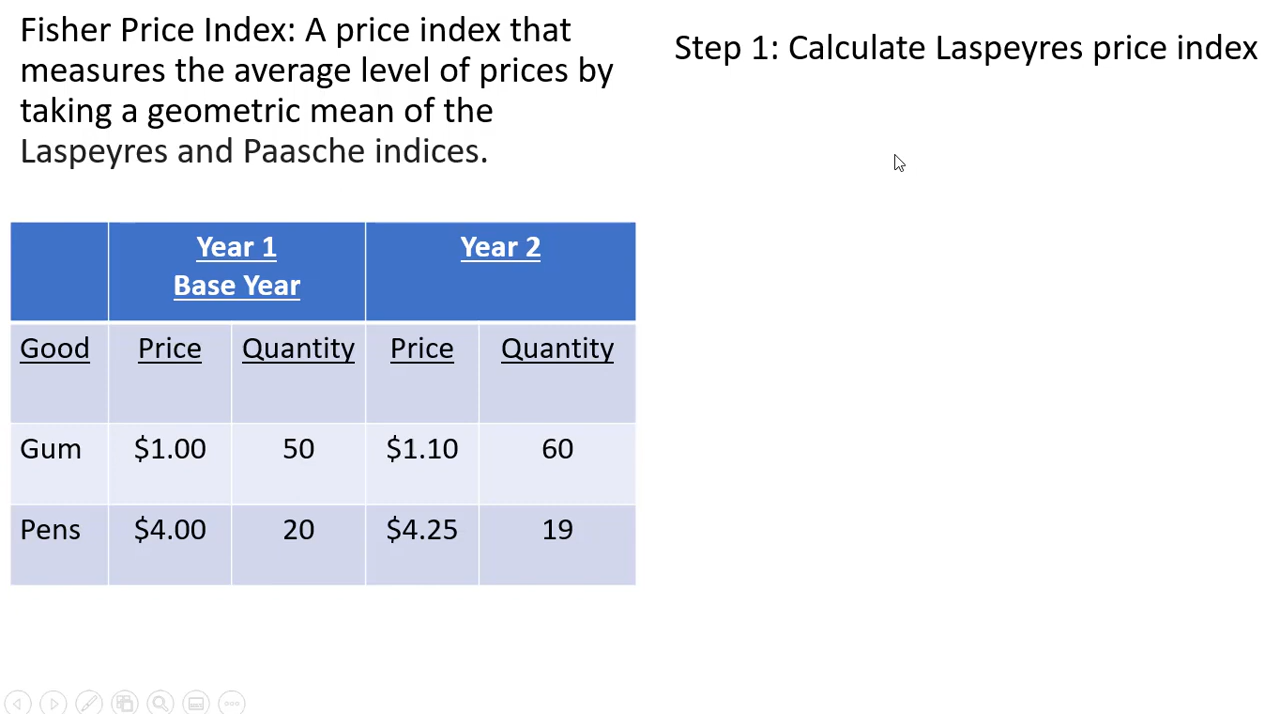 Fisher Price Index: A price index that
measures the average level of prices by
taking a geometric mean of the
Laspeyres and Paasche indices.
Step 1: Calculate Laspeyres price index
Year 1
Base Year
Year 2
Good Price Quantity Price Quantity
Gum $1.00 50 $1.10 60
Pens $4.00 20 $4.25 19